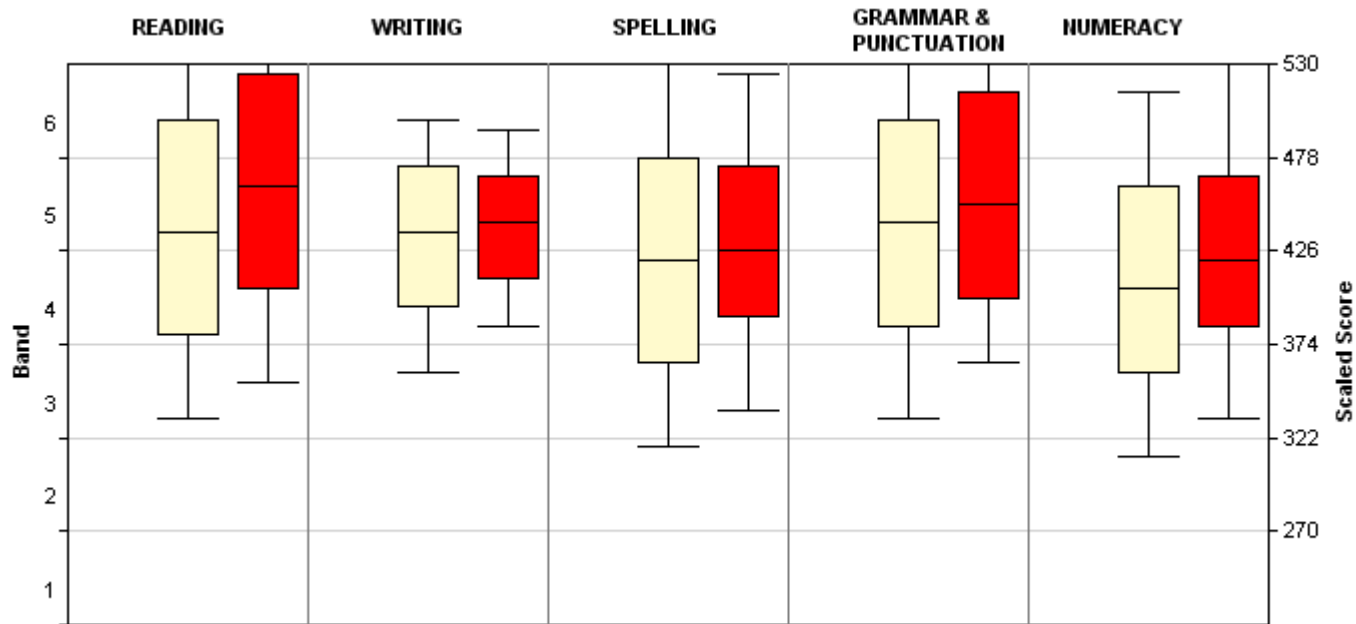 READING
WRITING
SPELLING
GRAMMAR &
PUNCTUATION
NUMERACY
530
6
478
5
426
4
374
Band
Scaled Score
3
322
2
270
1